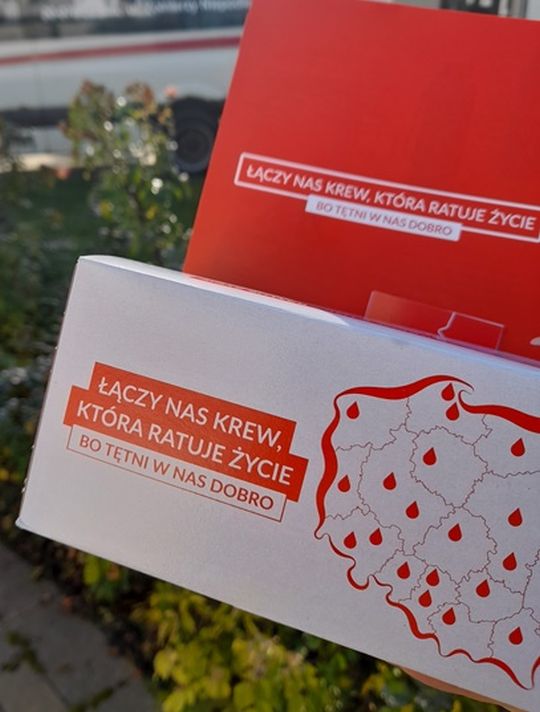 ŁĄCZY NAS KREW, KTÓRA RATUJE ŻYCIE
BO TĘTNI W NAS DOBRO
ŁĄCZY NAS KREW,
KTÓRA RATUJE ŻYCIE
BO TĘTNI W NAS DOBRO